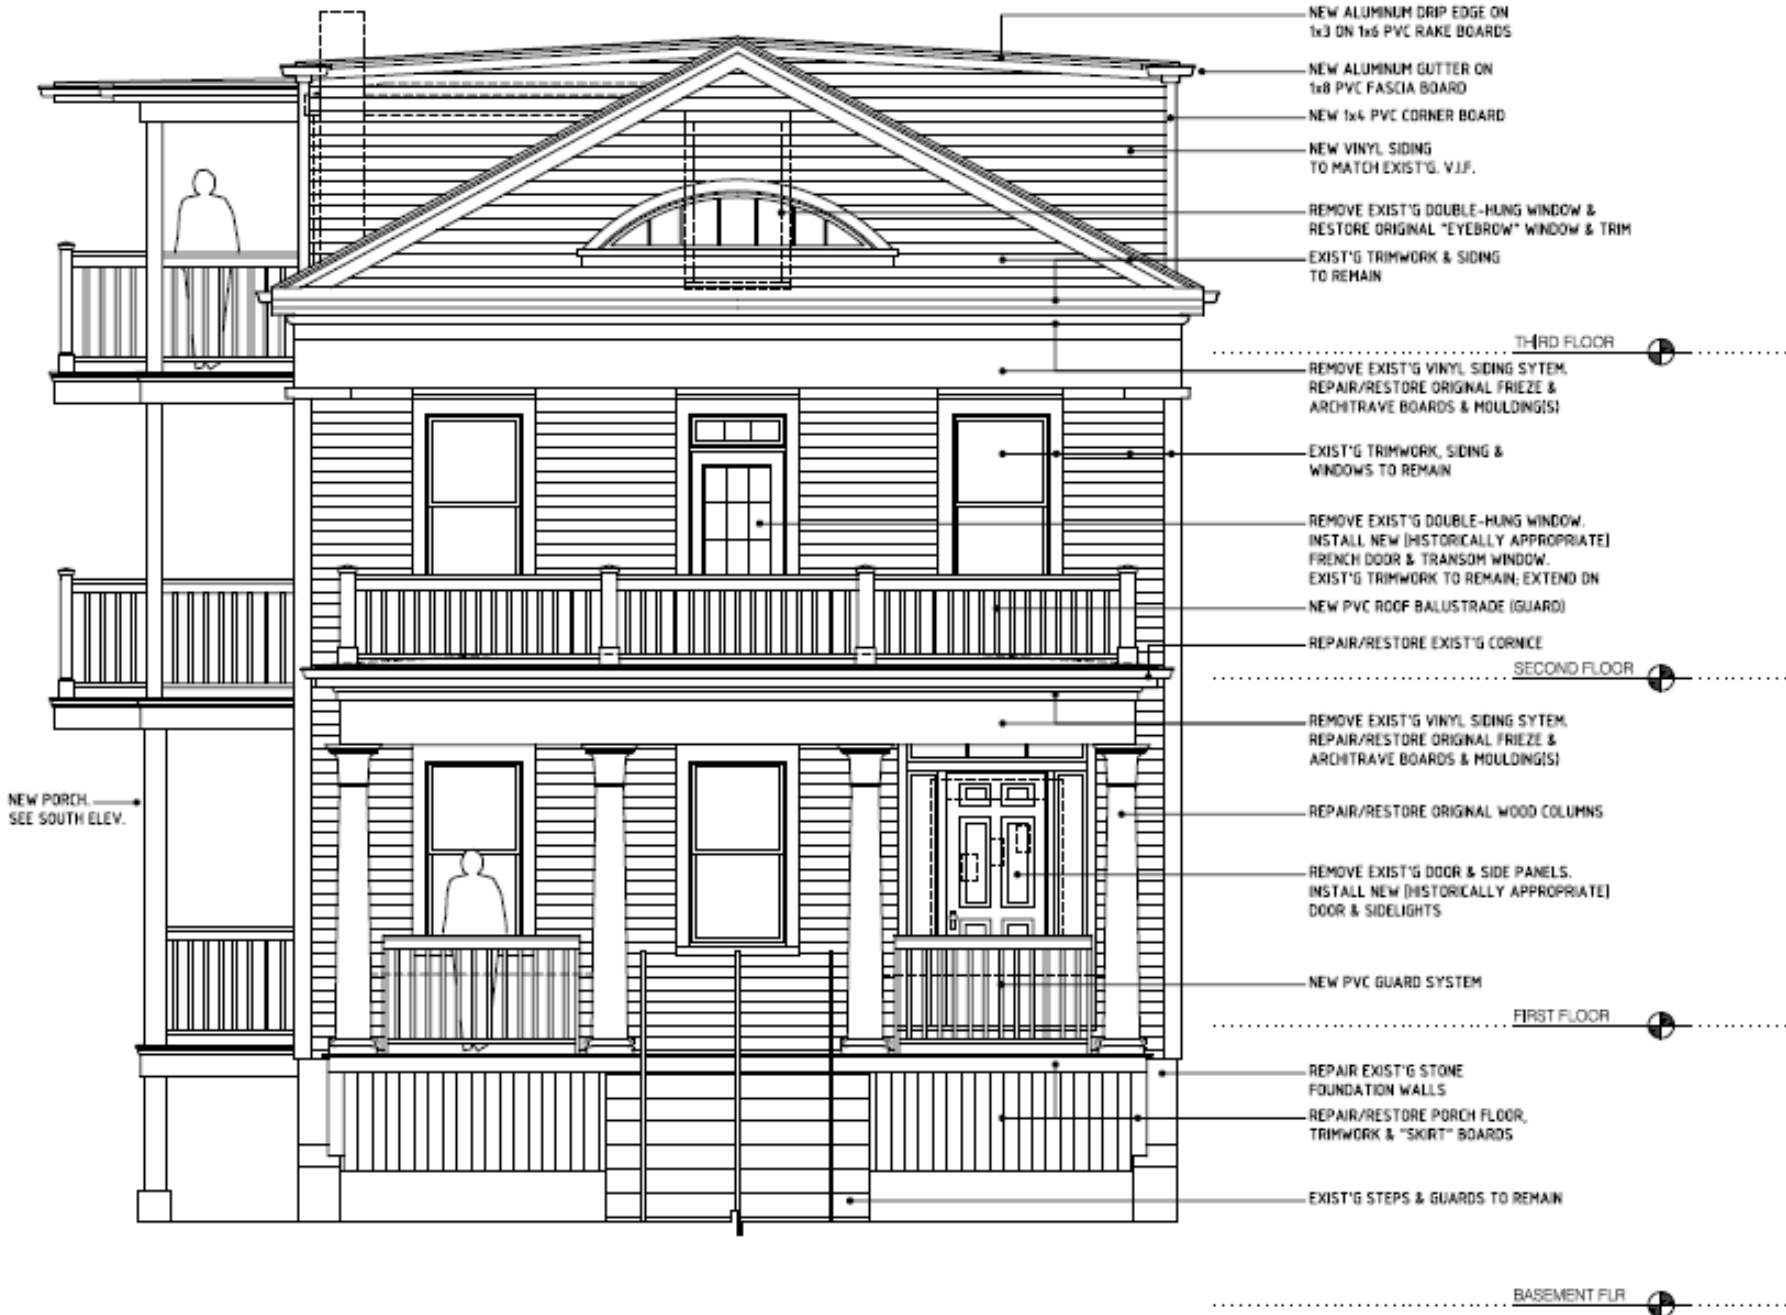 NEW ALUMINUM DRIP EDGE ON
1x3 ON 1x6 PVC RAKE BOARDS
NEW ALUMINUM GUTTER ON
1x8 PVC FASCIA BOARD
NEW 1x4 PVC CORNER BOARD
NEW VINYL SIDING
TO MATCH EXIST'G. V.I.F.
REMOVE EXIST'G DOUBLE-HUNG WINDOW &
RESTORE ORIGINAL "EYEBROW" WINDOW & TRIM
EXIST'G TRIMWORK & SIDING
TO REMAIN
THIRD FLOOR
REMOVE EXIST'G VINYL SIDING SYTEM.
REPAIR/RESTORE ORIGINAL FRIEZE &
ARCHITRAVE BOARDS & MOULDING(S)
EXIST'G TRIMWORK, SIDING &
WINDOWS TO REMAIN
REMOVE EXIST'G DOUBLE-HUNG WINDOW.
INSTALL NEW (HISTORICALLY APPROPRIATE)
FRENCH DOOR & TRANSOM WINDOW.
EXIST'G TRIMWORK TO REMAIN; EXTEND DN
NEW PVC ROOF BALUSTRADE (GUARD)
REPAIR/RESTORE EXIST'G CORNICE
SECOND FLOOR
REMOVE EXIST'G VINYL SIDING SYTEM.
REPAIR/RESTORE ORIGINAL FRIEZE &
ARCHITRAVE BOARDS & MOULDING(S)
NEW PORCH.
SEE SOUTH ELEV.
REPAIR/RESTORE ORIGINAL WOOD COLUMNS
REMOVE EXIST'G DOOR & SIDE PANELS.
INSTALL NEW (HISTORICALLY APPROPRIATE)
DOOR & SIDELIGHTS
NEW PVC GUARD SYSTEM
FIRST FLOOR
REPAIR EXIST'G STONE
FOUNDATION WALLS
REPAIR/RESTORE PORCH FLOOR,
TRIMWORK & "SKIRT" BOARDS
EXIST'G STEPS & GUARDS TO REMAIN
BASEMENT FLR